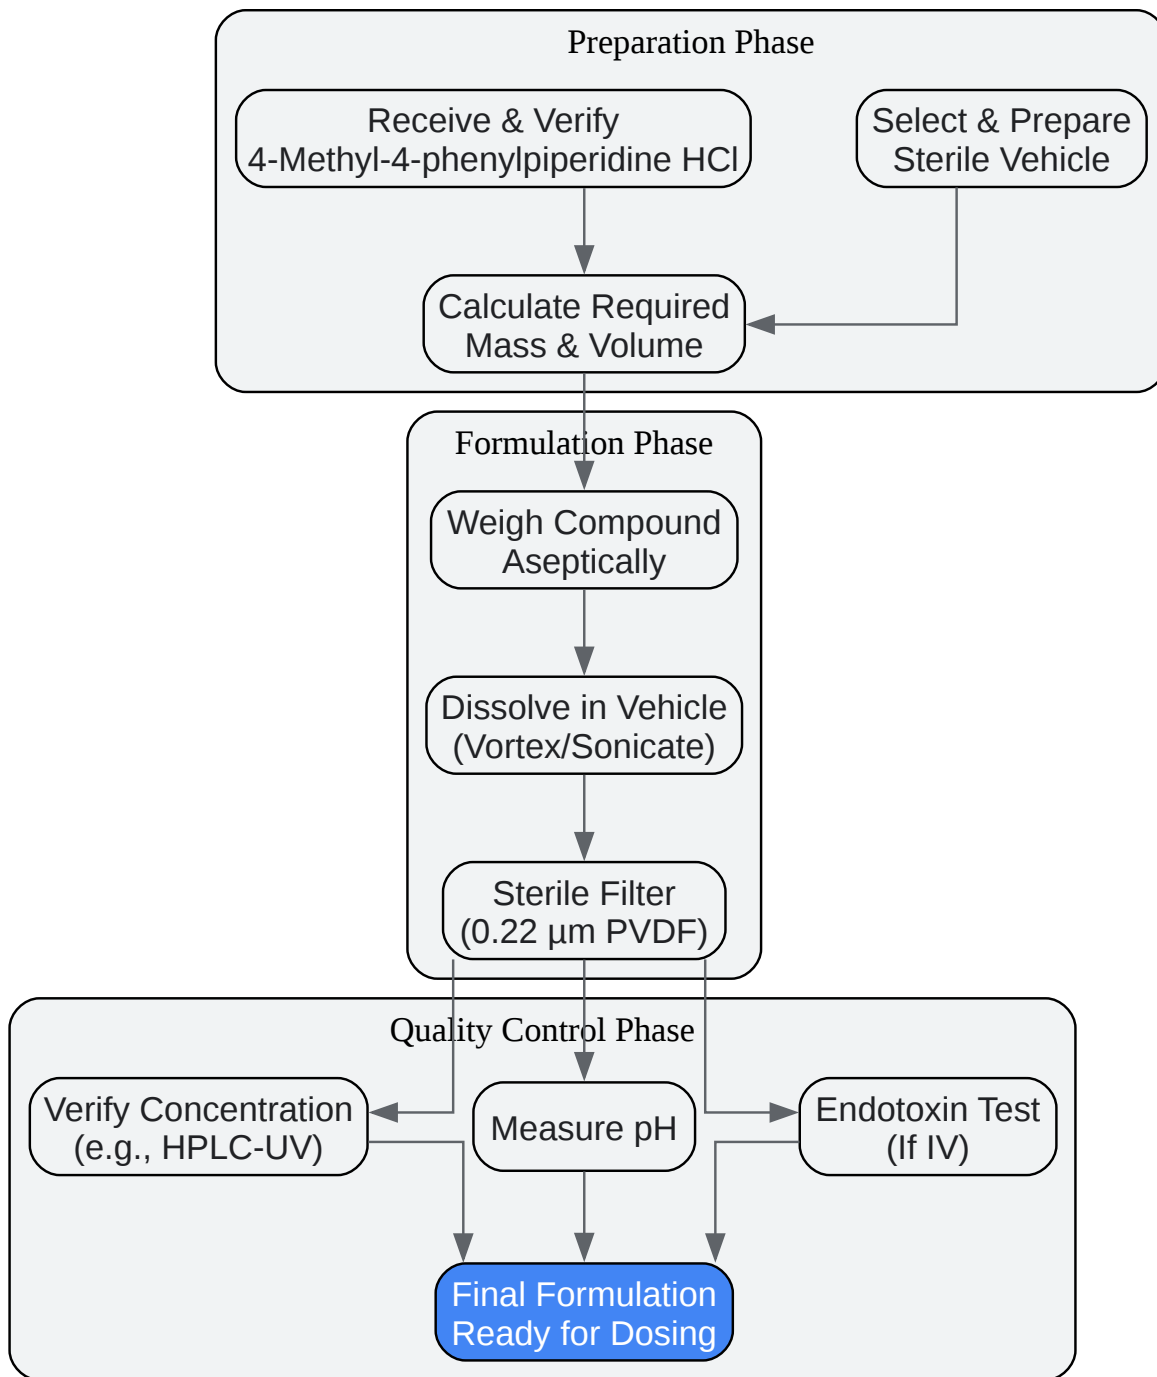 Preparation Phase
Receive & Verify
4-Methyl-4-phenylpiperidine HCl
Select & Prepare
Sterile Vehicle
Calculate Required
Mass & Volume
Formulation Phase
Weigh Compound
Aseptically
Dissolve in Vehicle
(Vortex/Sonicate)
Sterile Filter
(0.22 µm PVDF)
Quality Control Phase
Verify Concentration
(e.g., HPLC-UV)
Measure pH
Endotoxin Test
(If IV)
Final Formulation
Ready for Dosing